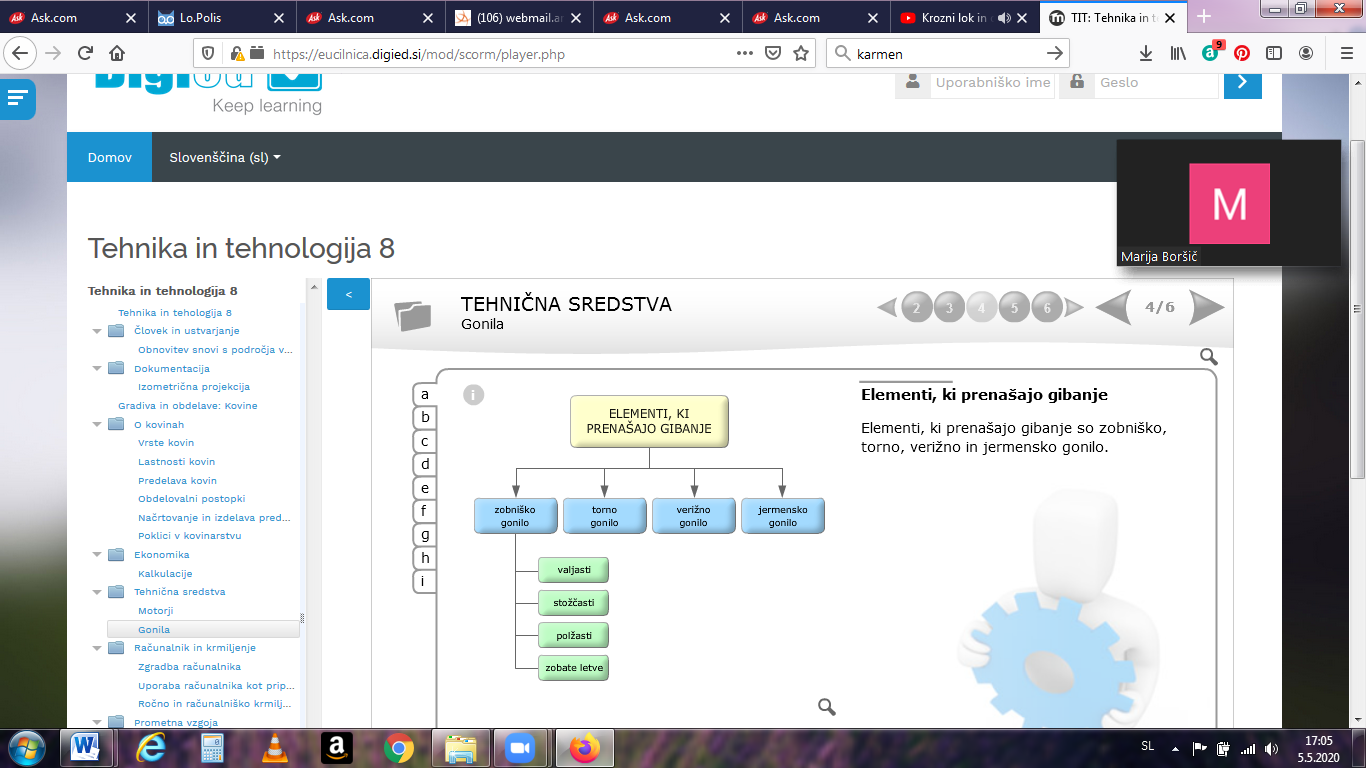 Ask.com
Lo.Polis
Ask.com
(106) webmail.ar
Ask.com
Ask.com
Krozni lok in
TIT: Tehnika in t
https://eucilnica.digied.si/mod/scorm/player.php
karmen
9
Keep learning
Uporabniško ime
Geslo
Domov
Slovenščina (sl)
M
Marija Boršič
Tehnika in tehnologija 8
Tehnika in tehnologija 8
Tehnika in tehologija 8
Človek in ustvarjanje
Obnovitev snovi s področja v...
Dokumentacija
Izometrična projekcija
Gradiva in obdelave: Kovine
O kovinah
Vrste kovin
Lastnosti kovin
Predelava kovin
Obdelovalni postopki
Načrtovanje in izdelava pred...
Poklici v kovinarstvu
Ekonomika
Kalkulacije
Tehnična sredstva
Motorji
Gonila
Računalnik in krmiljenje
Zgradba računalnika
Uporaba računalnika kot prip...
Ročno in računalniško krmilj...
Prometna vzgoja
<
TEHNIČNA SREDSTVA
Gonila
2 3 4 5 6
4/6
a
b
c
d
e
f
g
h
i
i
ELEMENTI, KI
PRENAŠAJO GIBANJE
zobniško
gonilo
torno
gonilo
verižno
gonilo
jermensko
gonilo
valjasti
stožčasti
polžasti
zobate letve
Elementi, ki prenašajo gibanje
Elementi, ki prenašajo gibanje so zobniško,
torno, verižno in jermensko gonilo.
SL
17:05
5.5.2020